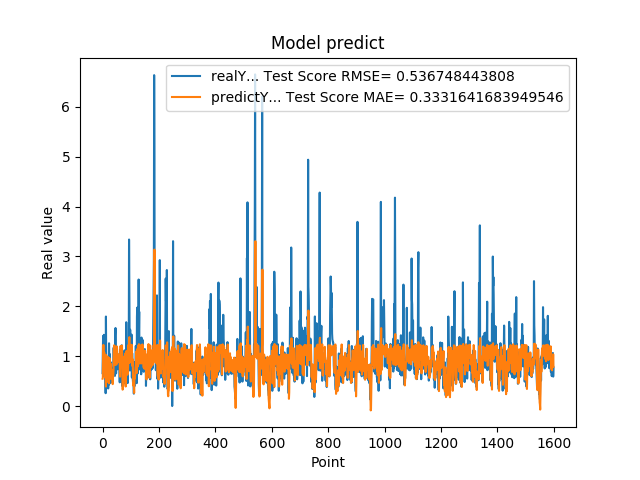 Model predict
realY... Test Score RMSE= 0.536748443808
predictY... Test Score MAE= 0.3331641683949546
Real value
6
5
4
3
2
1
0
0 200 400 600 800 1000 1200 1400 1600
Point